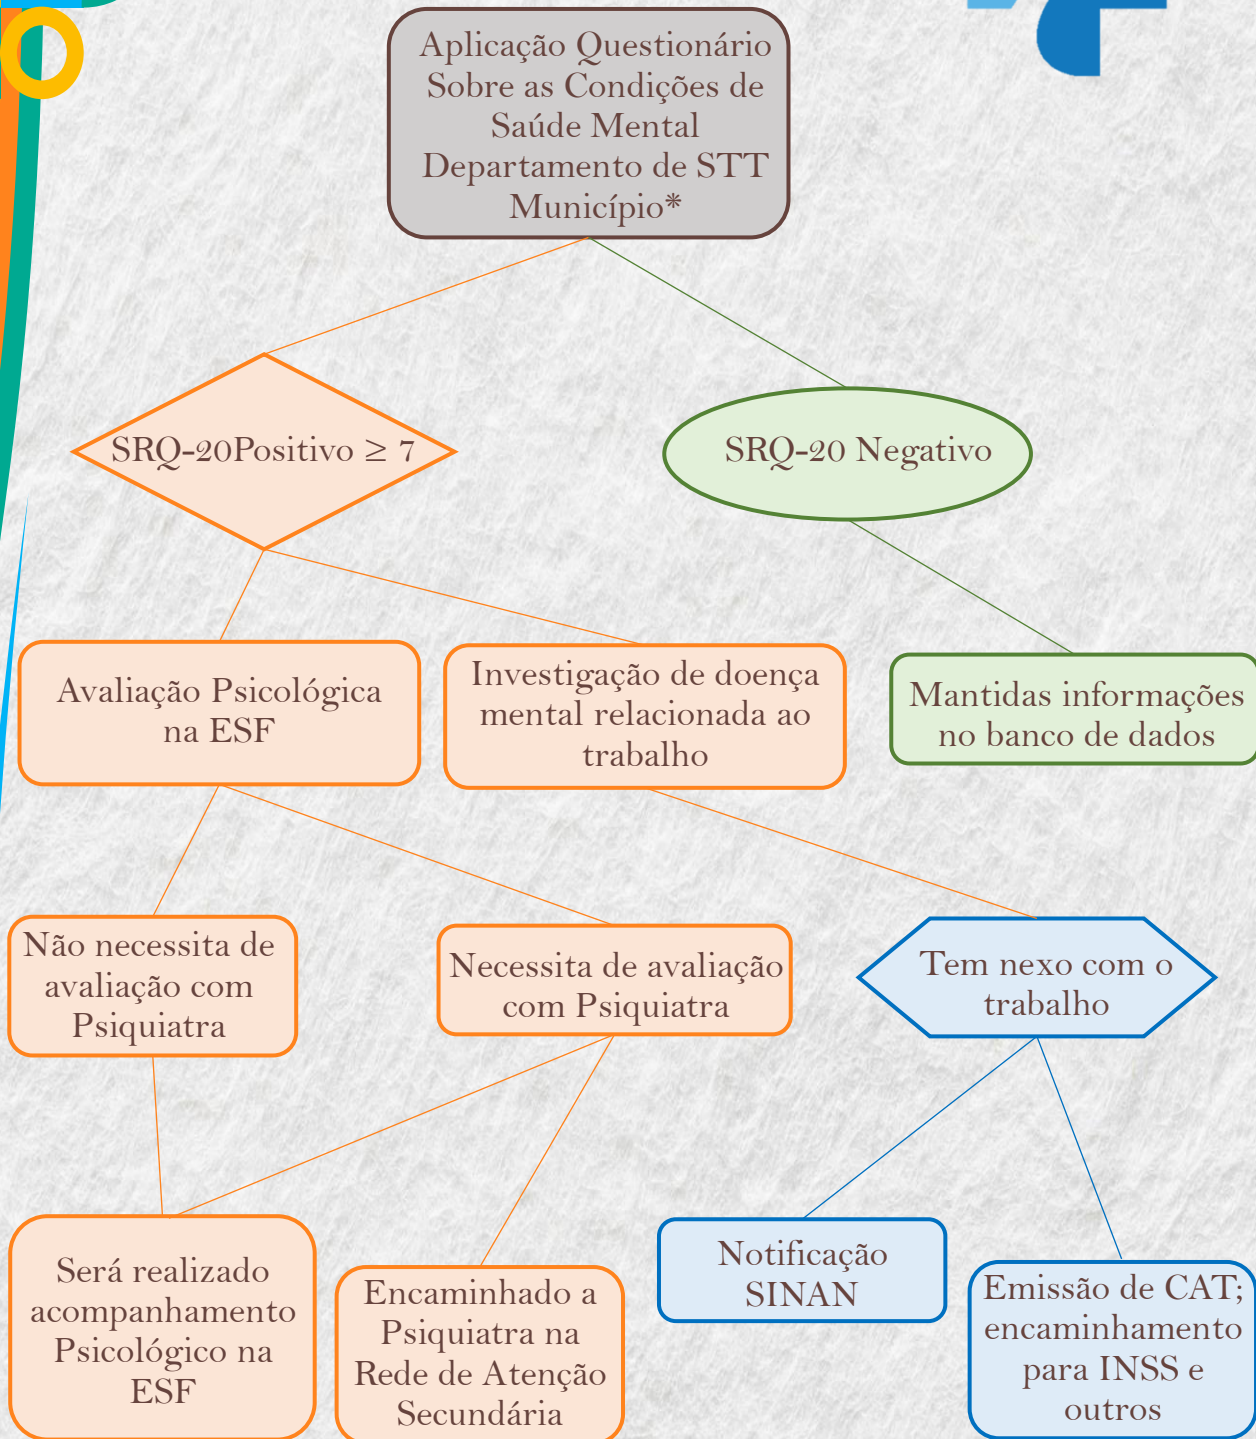 Aplicação Questionário
Sobre as Condições de
Saúde Mental
Departamento de STT
Município*
SRQ-20Positivo ≥ 7
SRQ-20 Negativo
Avaliação Psicológica
na ESF
Investigação de doença
mental relacionada ao
trabalho
Mantidas informações
no banco de dados
Não necessita de
avaliação com
Psiquiatra
Necessita de avaliação
com Psiquiatra
Tem nexo com o
trabalho
Será realizado
acompanhamento
Psicológico na
ESF
Encaminhado a
Psiquiatra na
Rede de Atenção
Secundária
Notificação
SINAN
Emissão de CAT;
encaminhamento
para INSS e
outros